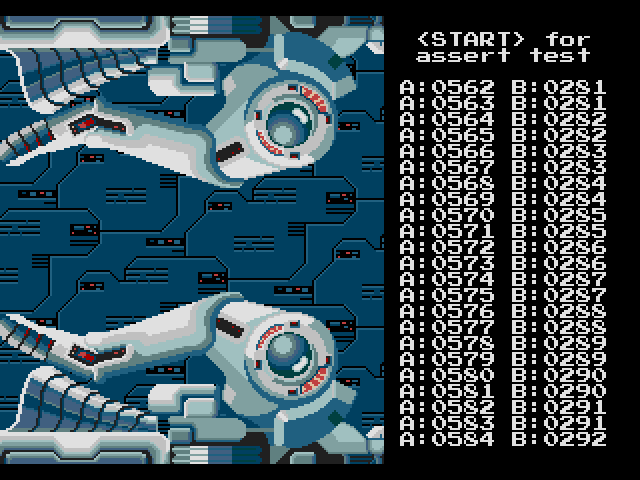 <START> for
assert test
A:0562 B:0281
A:0563 B:0281
A:0564 B:0282
A:0565 B:0282
A:0566 B:0283
A:0567 B:0283
A:0568 B:0284
A:0569 B:0284
A:0570 B:0285
A:0571 B:0285
A:0572 B:0286
A:0573 B:0286
A:0574 B:0287
A:0575 B:0287
A:0576 B:0288
A:0577 B:0288
A:0578 B:0289
A:0579 B:0289
A:0580 B:0290
A:0581 B:0290
A:0582 B:0291
A:0583 B:0291
A:0584 B:0292